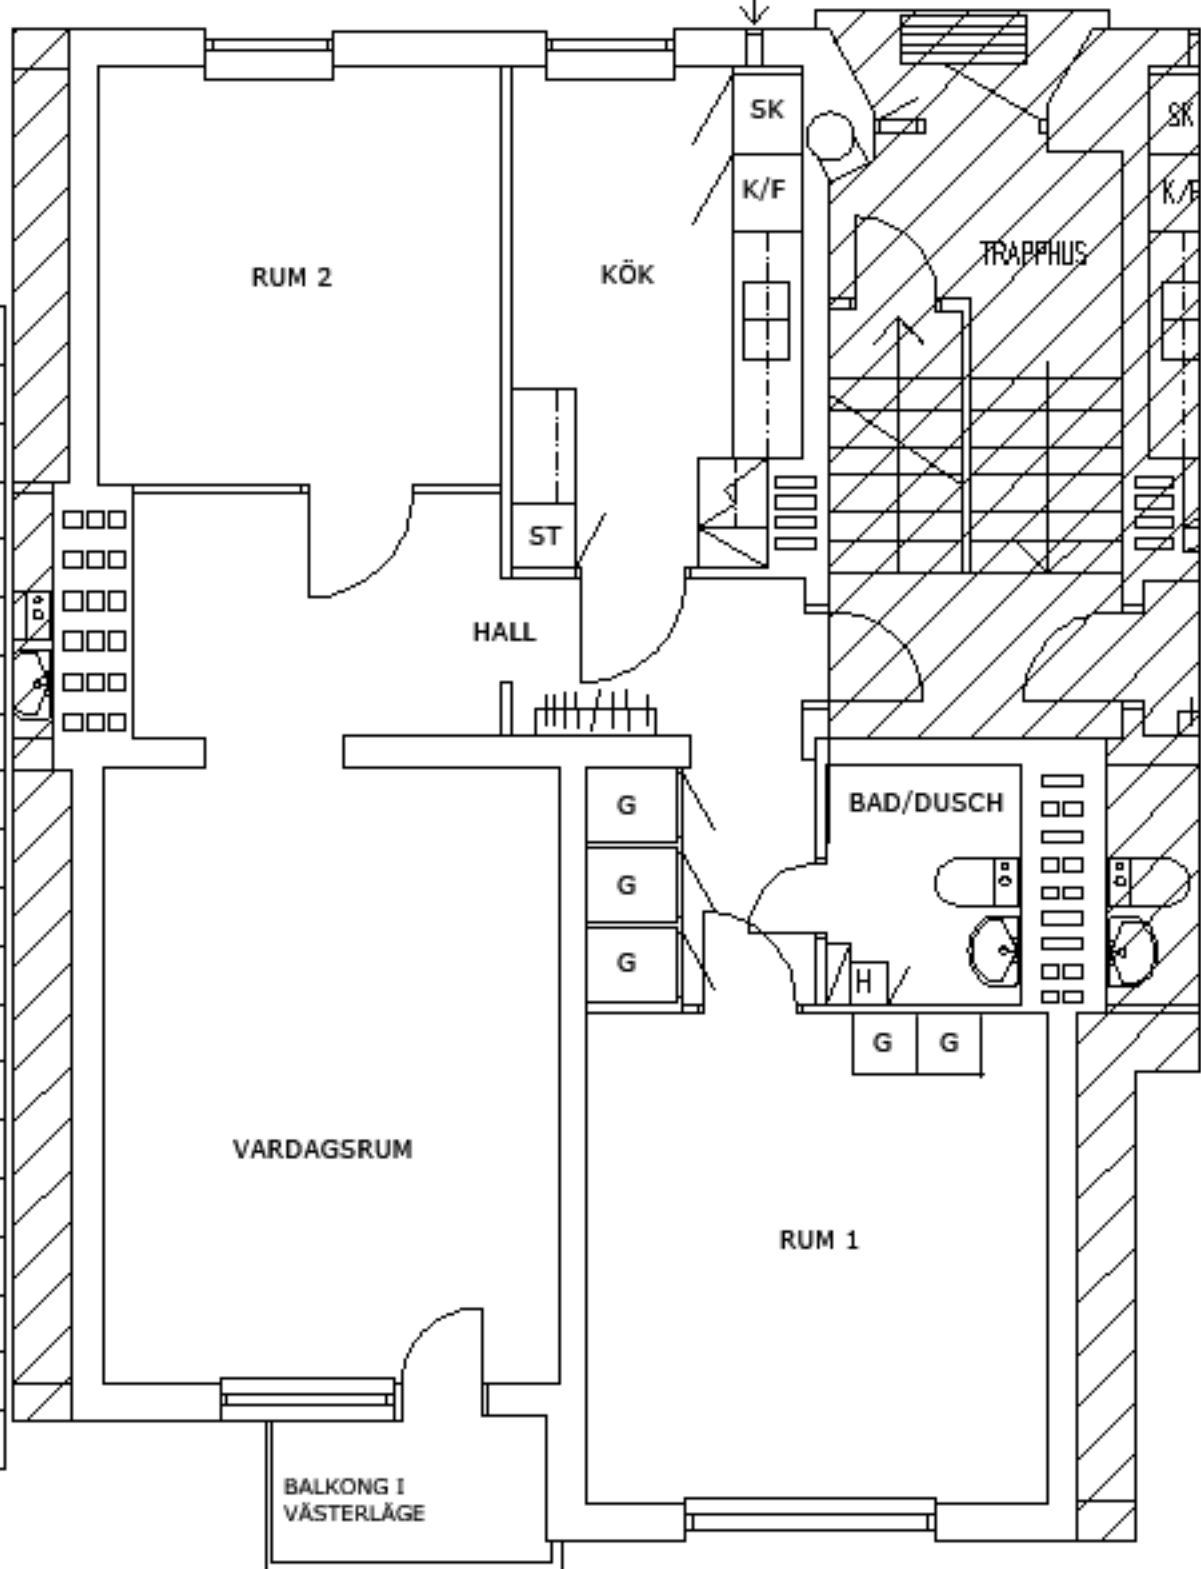 SK
SK
K/F
K/F
TRAPPHUS
RUM 2
KÖK
ST
HALL
G
BAD/DUSCH
G
G
H
G
G
VARDAGSRUM
RUM 1
BALKONG I
VÄSTERLÄGE